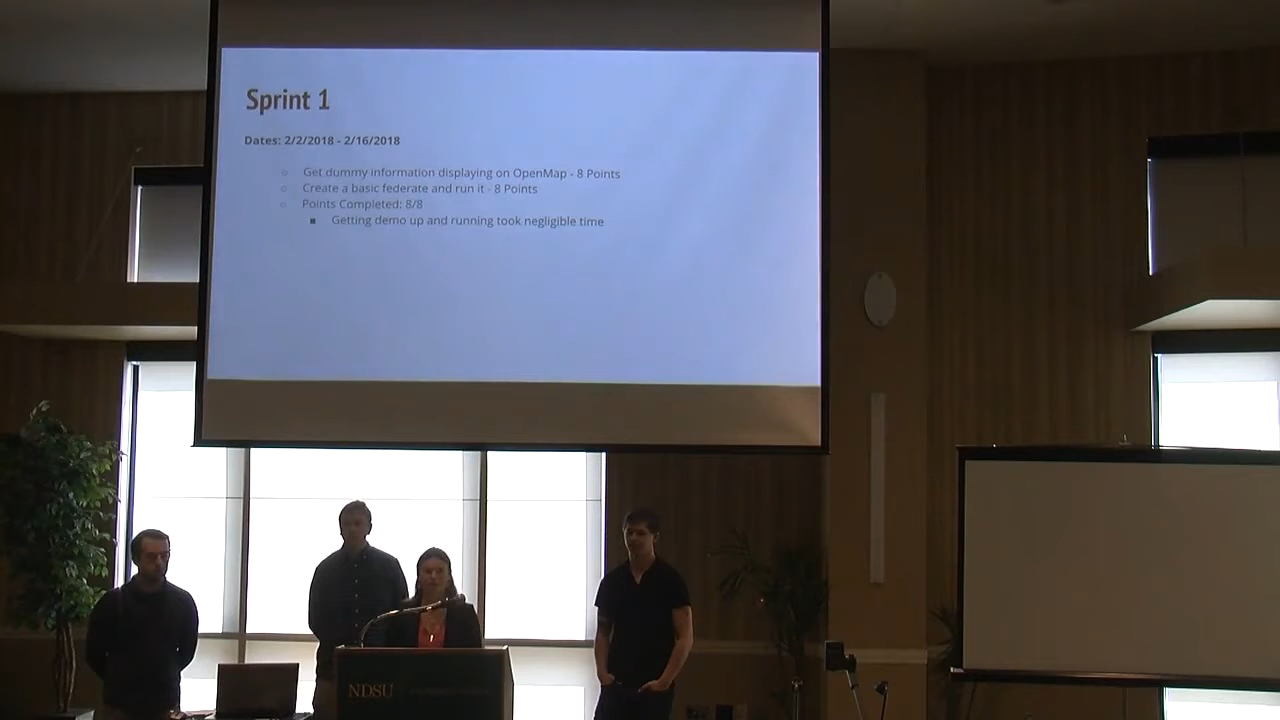 Sprint 1
Dates: 2/2/2018 - 2/16/2018
Get dummy information displaying on OpenMap - 8 Points
Create a basic federate and run it - 8 Points
Points Completed: 8/8
Getting demo up and running took negligible time
NDSU